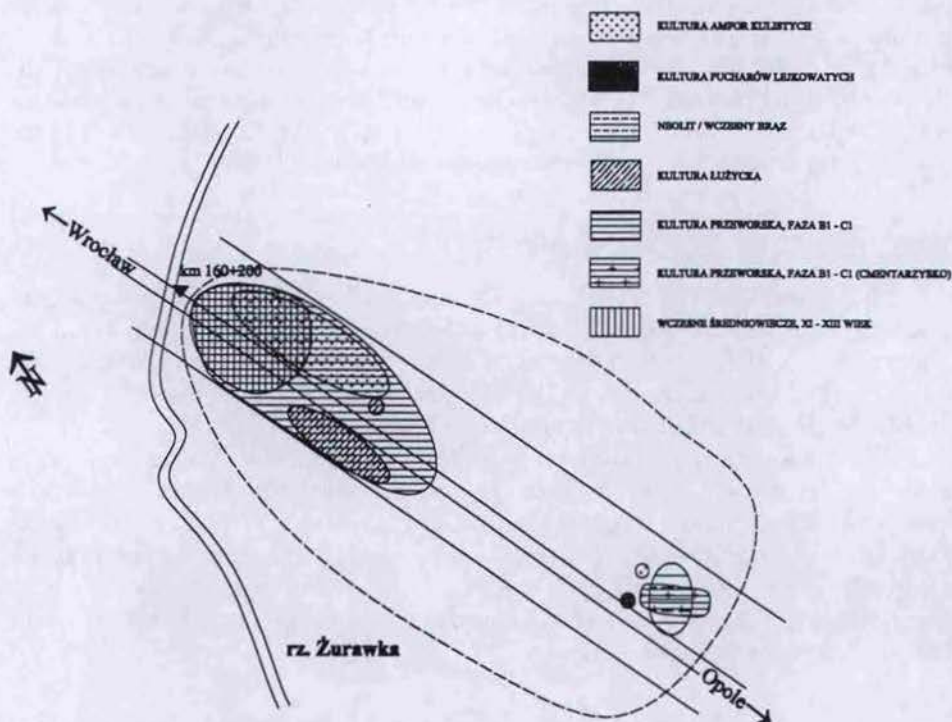 KULTURA AMFOR KULISTYCH
KULTURA PUCHARÓW LEJKOWATYCH
NEOLIT / WCZESNY BRĄZ
KULTURA ŁUŻYCKA
KULTURA PRZEWORSKA, FAZA B1 - C1
KULTURA PRZEWORSKA, FAZA B1 - C1 (CMENTARZYSKO)
WCZESNE ŚREDNIOWIECZE, XI - XIII WIEK
Wrocław
km 160+200
N
rz. Żurawka
Opole